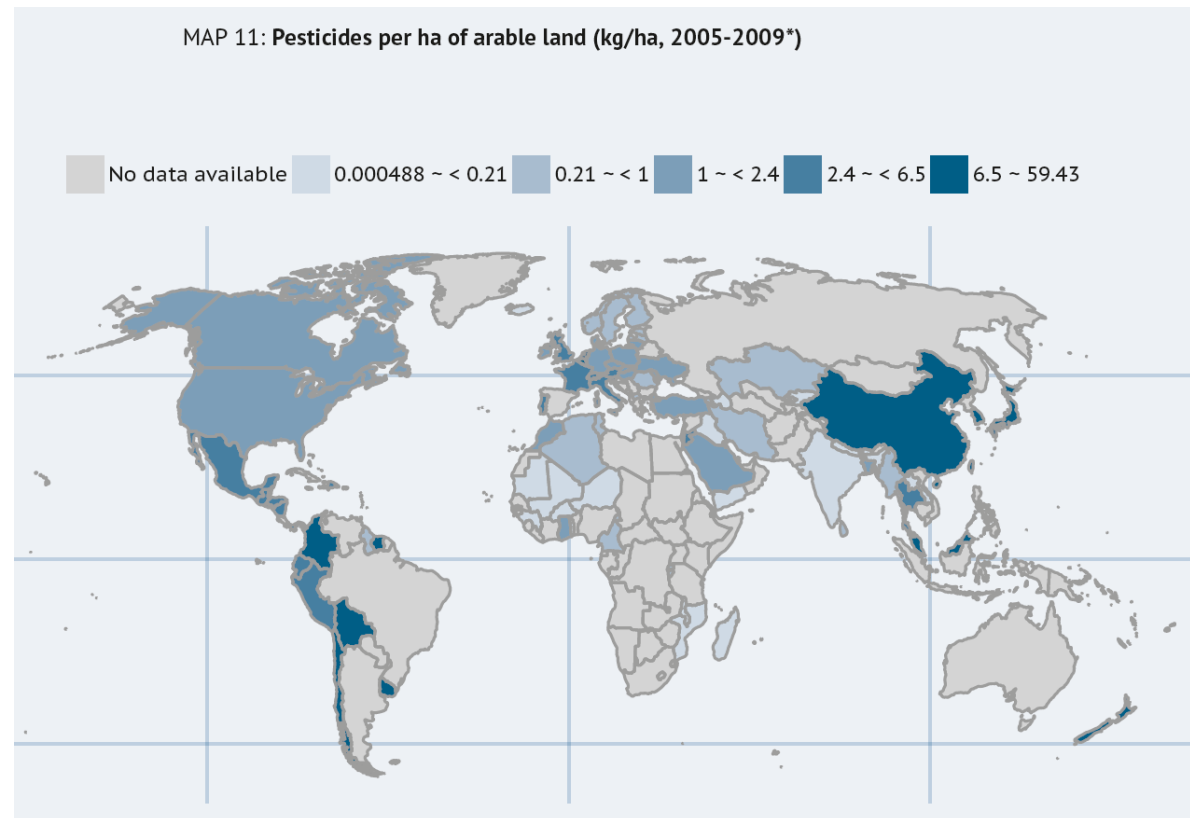 MAP 11: Pesticides per ha of arable land (kg/ha, 2005-2009*)
No data available 0.000488 ~ < 0.21 0.21 ~ < 1 1 ~ < 2.4 2.4 ~ < 6.5 6.5 ~ 59.43